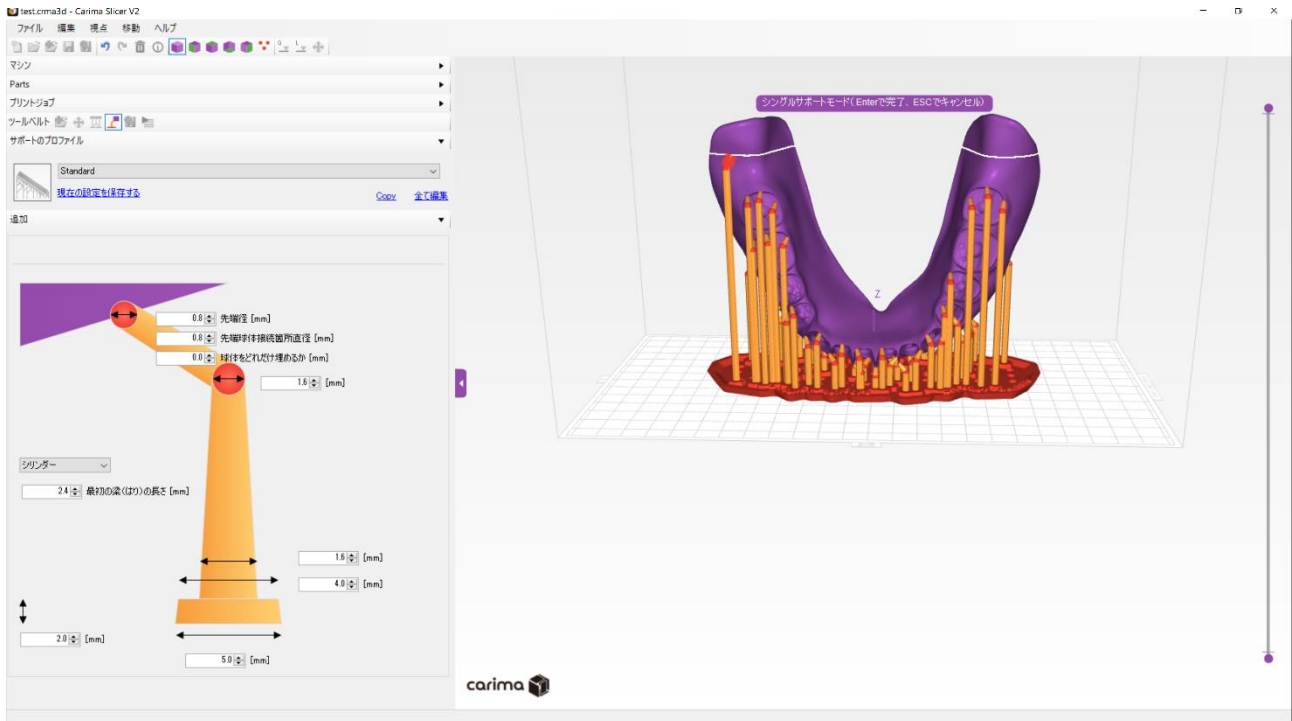 test.crma3d - Carima Slicer V2
ファイル 編集 視点 移動 ヘルプ
マシン
Parts
プリントジョブ
ツールベルト
サポートのプロファイル
Standard
現在の設定を保存する Copy 全て編集
追加
0.8 先端径 [mm]
0.8 先端球体接続箇所直径 [mm]
0.0 球体をどれだけ埋めるか [mm]
1.6 [mm]
シリンダー
2.4 最初の梁(はり)の長さ [mm]
1.6 [mm]
4.0 [mm]
2.0 [mm]
5.0 [mm]
シングルサポートモード(Enterで完了、ESCでキャンセル)
Z
carima